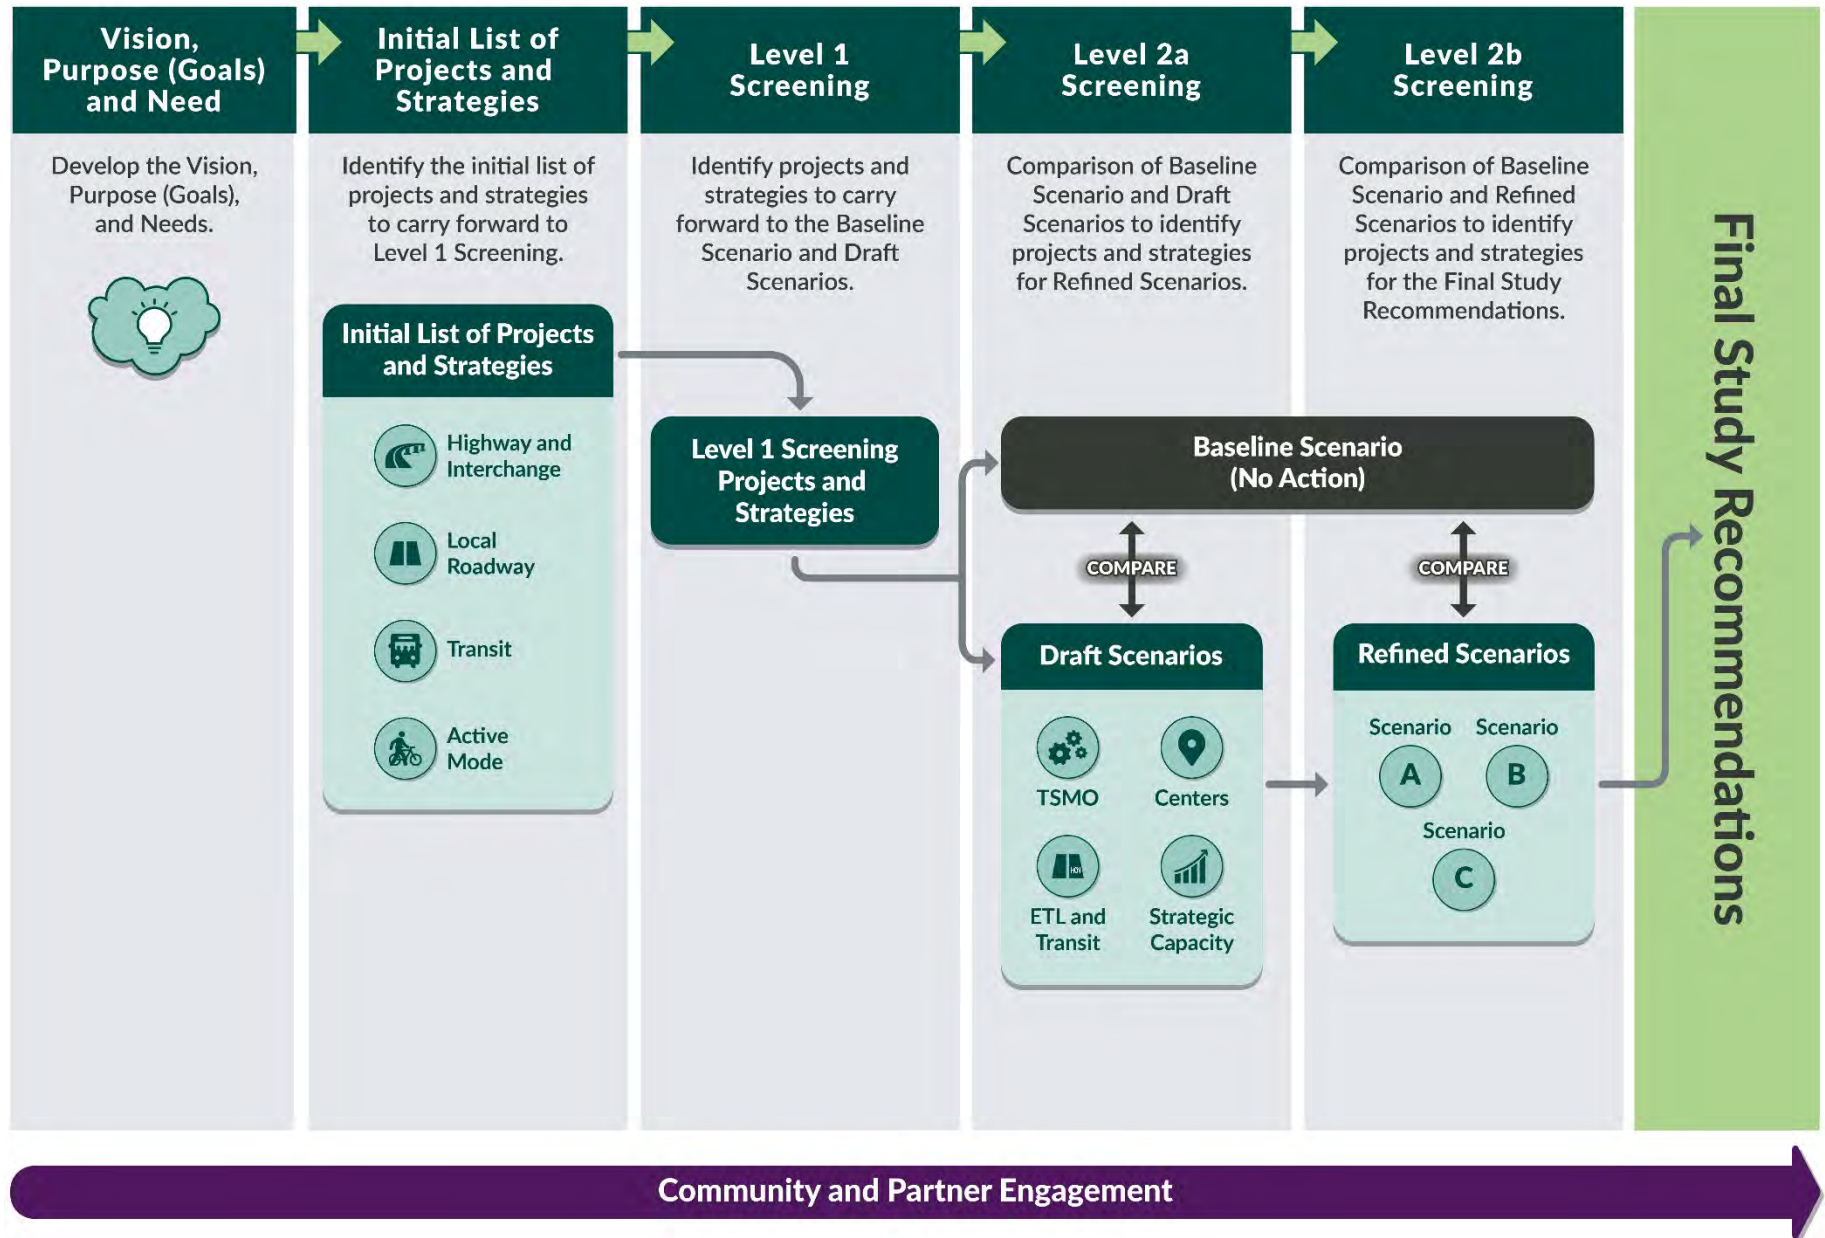 Vision,
Purpose (Goals)
and Need
Develop the Vision,
Purpose (Goals),
and Needs.
Initial List of
Projects and
Strategies
Identify the initial list of
projects and strategies
to carry forward to
Level 1 Screening.
Initial List of Projects
and Strategies
Highway and
Interchange
Local
Roadway
Transit
Active
Mode
Level 1
Screening
Identify projects and
strategies to carry
forward to the Baseline
Scenario and Draft
Scenarios.
Level 1 Screening
Projects and
Strategies
Level 2a
Screening
Comparison of Baseline
Scenario and Draft
Scenarios to identify
projects and strategies
for Refined Scenarios.
Level 2b
Screening
Comparison of Baseline
Scenario and Refined
Scenarios to identify
projects and strategies
for the Final Study
Recommendations.
Baseline Scenario
(No Action)
COMPARE
COMPARE
Draft Scenarios
TSMO
Centers
HOV
ETL and
Transit
Strategic
Capacity
Refined Scenarios
Scenario
A
Scenario
B
Scenario
C
Final Study Recommendations
Community and Partner Engagement